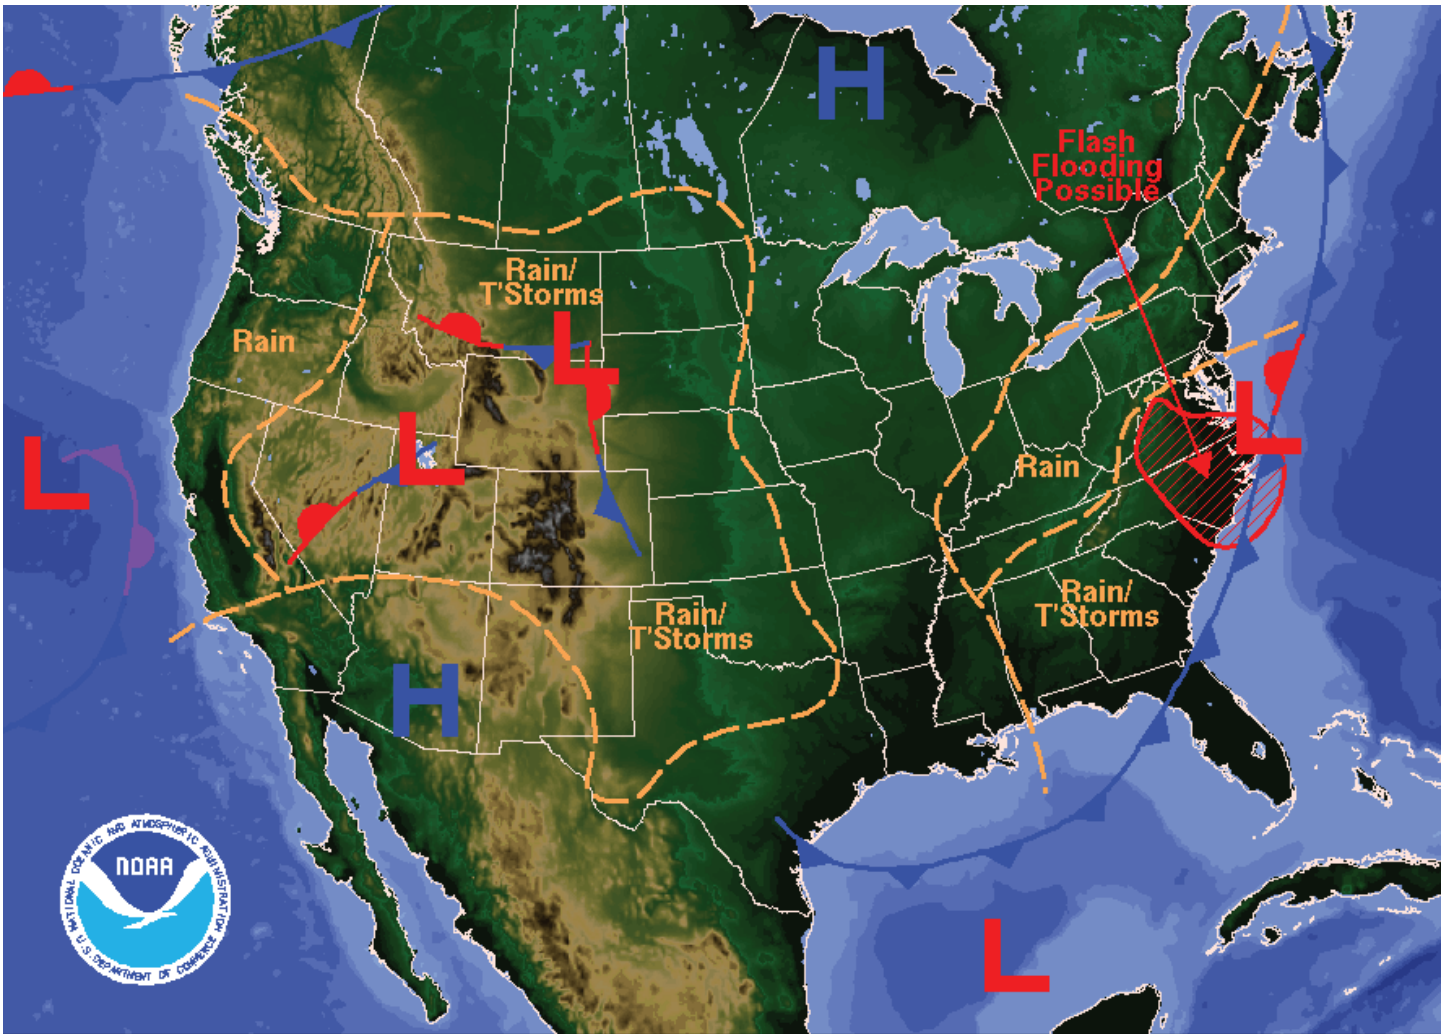 H
Flash
Flooding
Possible
Rain/
T'Storms
L
Rain
L
L
L
Rain
Rain/
T'Storms
Rain/
T'Storms
H
NATIONAL OCEANIC AND ATMOSPHERIC ADMINISTRATION
NOAA
U.S. DEPARTMENT OF COMMERCE
L